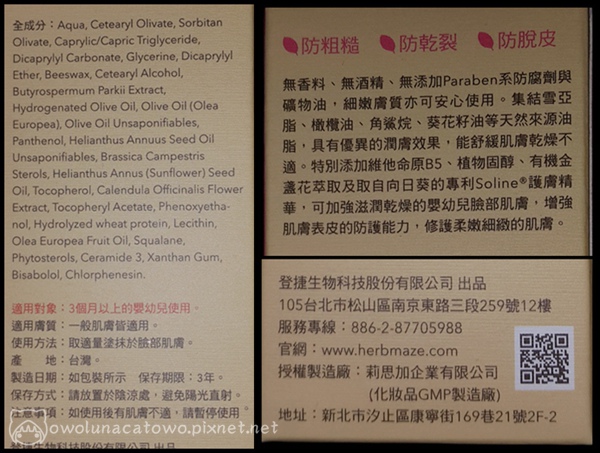 全成分：Aqua, Cetearyl Olivate, Sorbitan
Olivate, Caprylic/Capric Triglyceride,
Dicaprylyl Carbonate, Glycerine, Dicaprylyl
Ether, Beeswax, Cetearyl Alcohol,
Butyrospermum Parkii Extract,
Hydrogenated Olive Oil, Olive Oil (Olea
Europea), Olive Oil Unsaponifiables,
Panthenol, Helianthus Annuus Seed Oil
Unsaponifiables, Brassica Campestris
Sterols, Helianthus Annus (Sunflower) Seed
Oil, Tocopherol, Calendula Officinalis Flower
Extract, Tocopheryl Acetate, Phenoxyetha-
nol, Hydrolyzed wheat protein, Lecithin,
Olea Europea Fruit Oil, Squalane,
Phytosterols, Ceramide 3, Xanthan Gum,
Bisabolol, Chlorphenesin.
適用對象：3個月以上的嬰幼兒使用。
適用膚質：一般肌膚皆適用。
使用方法：取適量塗抹於臉部肌膚。
產　　地：台灣。
製造日期：如包裝所示　保存期限：3年。
保存方式：請放置於陰涼處，避免陽光直射。
注意事項：如使用後有肌膚不適，請暫停使用。
登捷生物科技股份有限公司 出品
owolunacatowo.pixnet.net
防粗糙 防乾裂 防脫皮
無香料、無酒精、無添加Paraben系防腐劑與
礦物油，細嫩膚質亦可安心使用。集結雪亞
脂、橄欖油、角鯊烷、葵花籽油等天然來源油
脂，具有優異的潤膚效果，能舒緩肌膚乾燥不
適。特別添加維他命原B5、植物固醇、有機金
盞花萃取及取自向日葵的專利Soline®護膚精
華，可加強滋潤乾燥的嬰幼兒臉部肌膚，增強
肌膚表皮的防護能力，修護柔嫩細緻的肌膚。
登捷生物科技股份有限公司 出品
105台北市松山區南京東路三段259號12樓
服務專線：886-2-87705988
官網：www.herbmaze.com
授權製造廠：莉思加企業有限公司
(化妝品GMP製造廠)
地址：新北市汐止區康寧街169巷21號2F-2